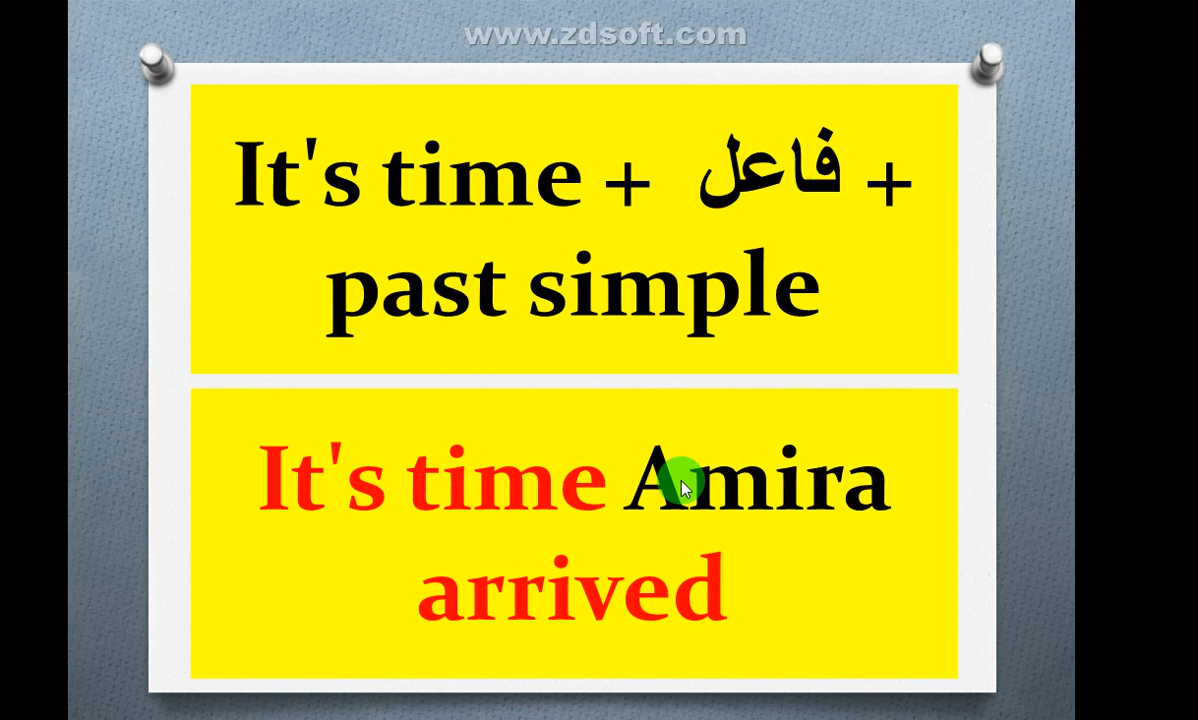 www.zdsoft.com
It's time + فاعل +
past simple
It's time Amira
arrived